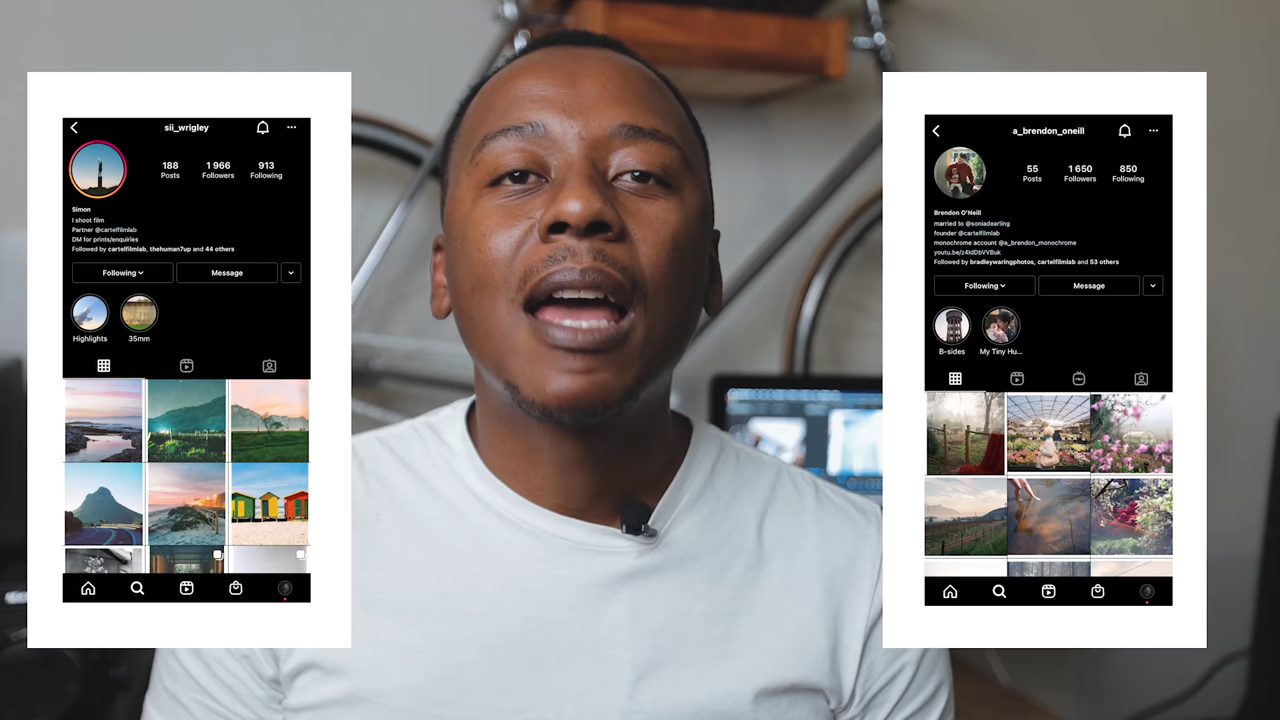 sii_wrigley
188
1 966
913
Posts
Followers
Following
Simon
I shoot film
Partner @cartelfilmlab
DM for prints/enquiries
Followed by cartelfilmlab, thehuman7up and 44 others
Following
Message
Highlights
35mm
a_brendon_oneill
55
1 650
850
Posts
Followers
Following
Brendon O'Neill
married to @soniadearling
founder @cartelfilmlab
monochrome account @a_brendon_monochrome
youtu.be/z4kIDbVVBuk
Followed by bradleywaringphotos, cartelfilmlab and 53 others
Following
Message
B-sides
My Tiny Hu...